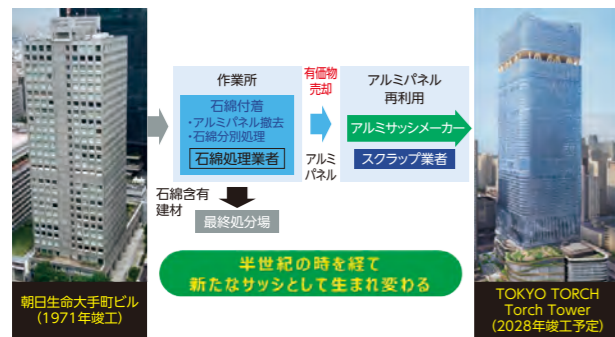 作業所
石綿付着
・アルミパネル撤去
・石綿分別処理
石綿処理業者
有価物
売却
アルミ
パネル
アルミパネル
再利用
アルミサッシメーカー
スクラップ業者
石綿含有
建材
最終処分場
半世紀の時を経て
新たなサッシとして生まれ変わる
朝日生命大手町ビル
（1971年竣工）
TOKYO TORCH
Torch Tower
（2028年竣工予定）